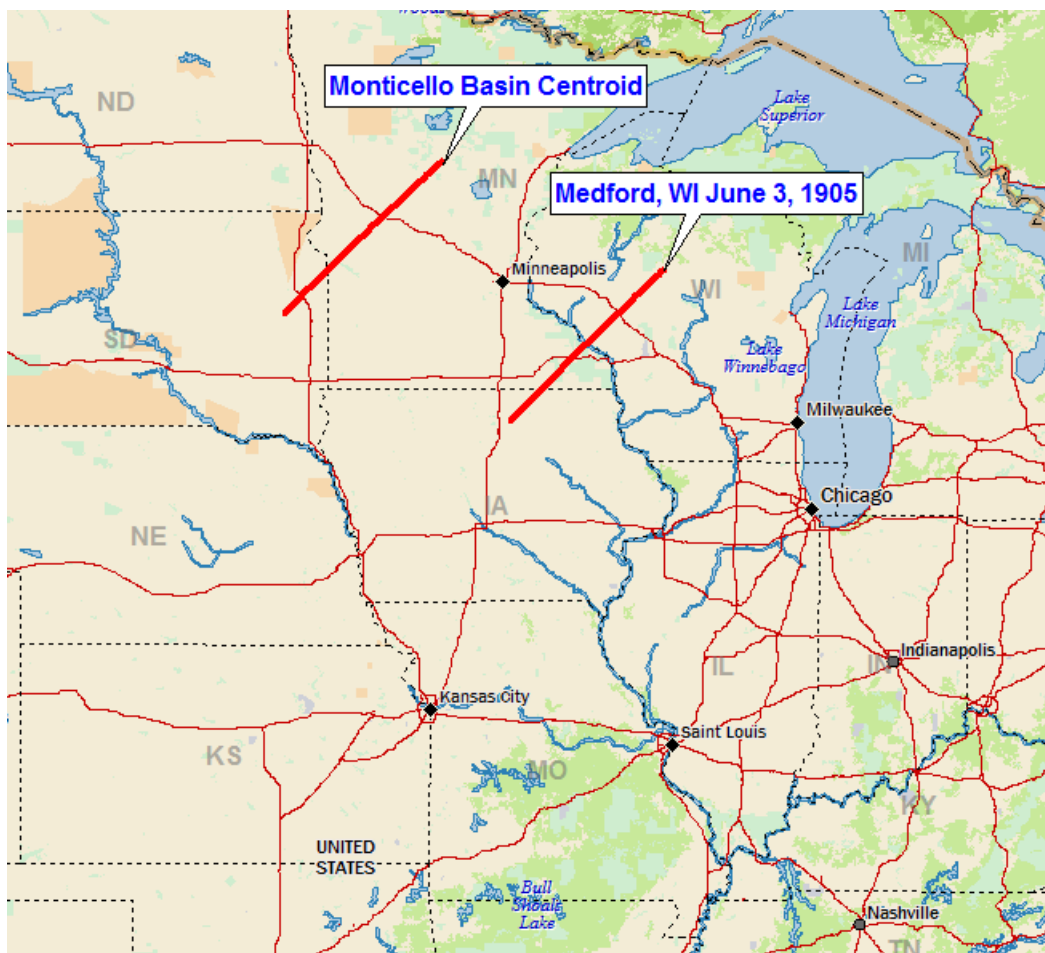 Monticello Basin Centroid
ND
Lake
Superior
MN
Medford, WI June 3, 1905
MI
Minneapolis
WI
Lake
Michigan
SD
Lake
Winnebago
Milwaukee
Chicago
IA
NE
Indianapolis
IL
IN
Kansas City
Saint Louis
KS
MO
KY
UNITED
STATES
Bull
Shoals
Lake
Nashville
TN